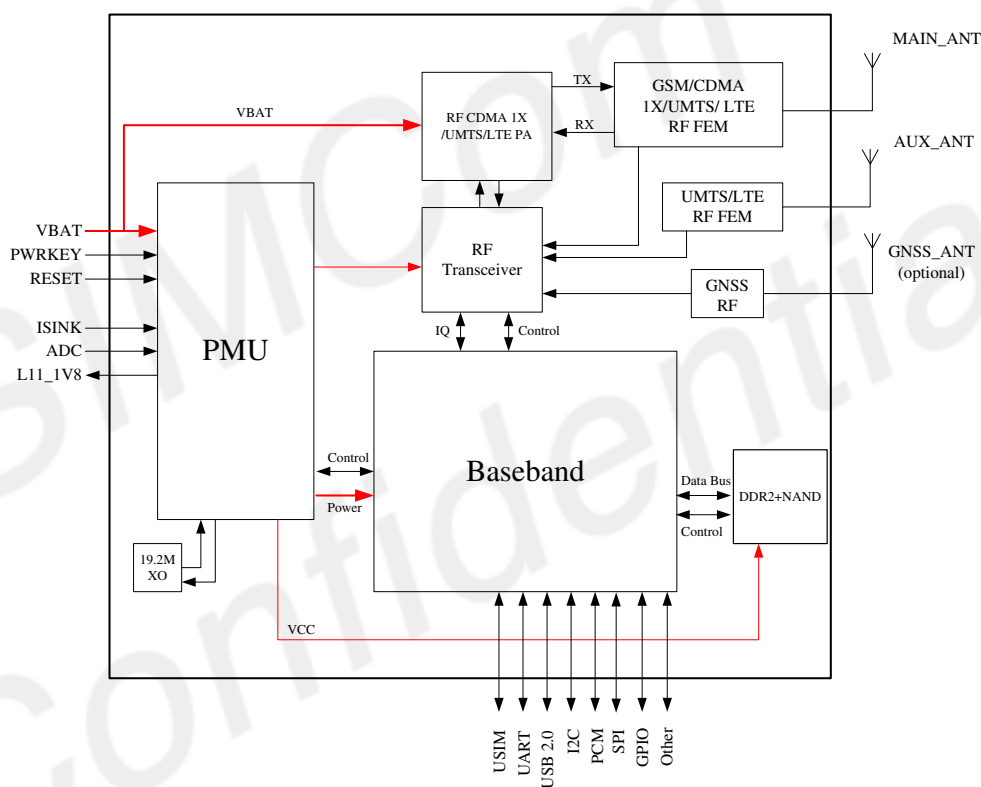 MAIN_ANT
TX
GSM/CDMA
1X/UMTS/ LTE
RF FEM
VBAT
RF CDMA 1X
/UMTS/LTE PA
RX
AUX_ANT
UMTS/LTE
RF FEM
VBAT
PWRKEY
RESET
RF
Transceiver
GNSS_ANT
(optional)
GNSS
RF
ISINK
ADC
L11_1V8
PMU
IQ
Control
Control
Power
Baseband
Data Bus
Control
DDR2+NAND
19.2M
XO
VCC
USIM
UART
USB 2.0
I2C
PCM
SPI
GPIO
Other
SIMCom
Confidential